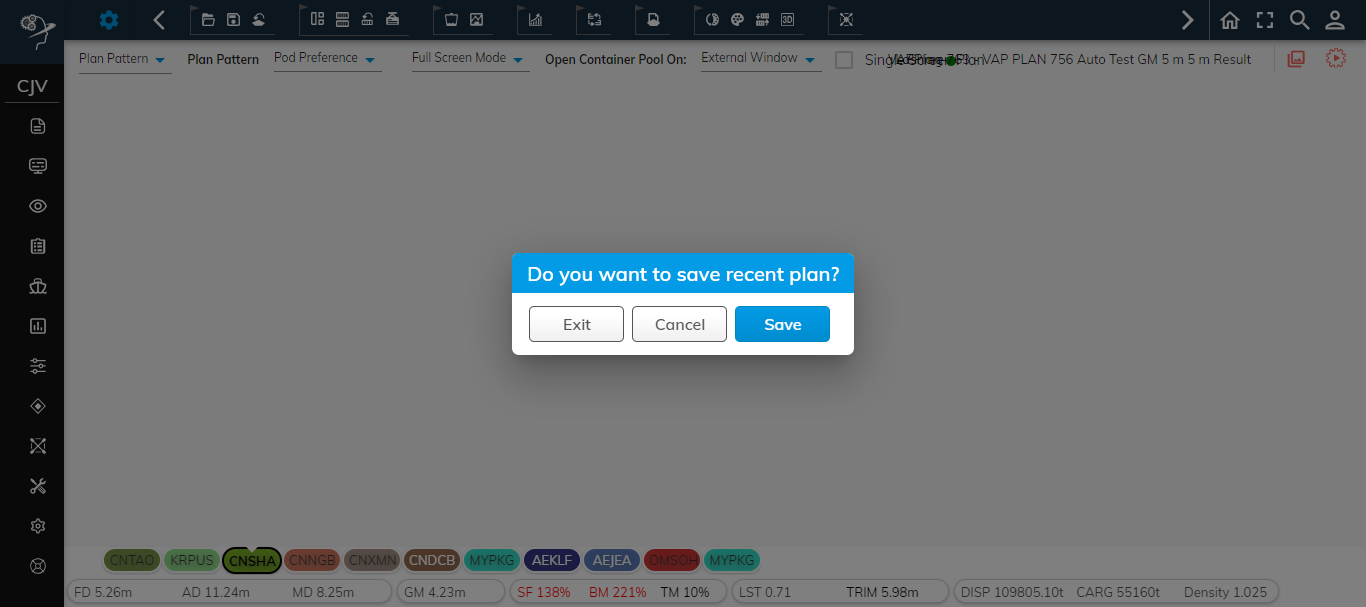 3D
CJV
Plan Pattern
Plan Pattern
Pod Preference
Full Screen Mode
Open Container Pool On:
External Window
VAP PLAN 756 Auto Test GM 5 m 5 m Result
Do you want to save recent plan?
Exit
Cancel
Save
CNTAO
KRPUS
CNSHA
CNNGB
CNXMN
CNDCB
MYPKG
AEKLF
AEJEA
OMSOH
MYPKG
FD 5.26m
AD 11.24m
MD 8.25m
GM 4.23m
SF 138%
BM 221%
TM 10%
LST 0.71
TRIM 5.98m
DISP 109805.10t
CARG 55160t
Density 1.025